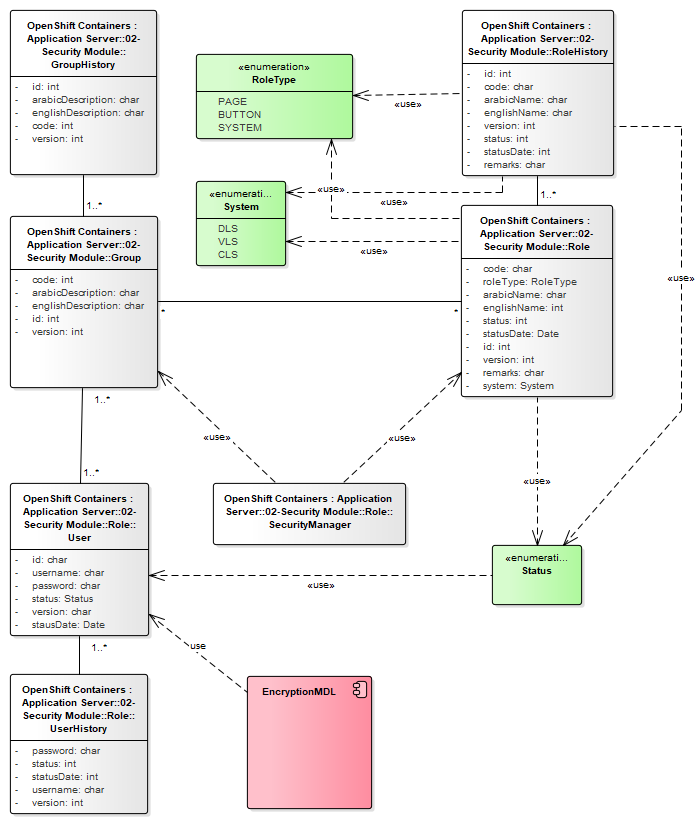 OpenShift Containers :
Application Server::02-
Security Module::
GroupHistory
- id: int
- arabicDescription: char
- englishDescription: char
- code: int
- version: int
«enumeration»
RoleType
PAGE
BUTTON
SYSTEM
OpenShift Containers :
Application Server::02-
Security Module::RoleHistory
- id: int
- code: char
- arabicName: char
- englishName: char
- version: int
- status: int
- statusDate: int
- remarks: char
«use»
«use»
«enumerati...
System
DLS
VLS
CLS
«use»
1..*
1..*
OpenShift Containers :
Application Server::02-
Security Module::Group
- code: int
- arabicDescription: char
- englishDescription: char
- id: int
- version: int
OpenShift Containers :
Application Server::02-
Security Module::Role
- code: char
- roleType: RoleType
- arabicName: char
- englishName: int
- status: int
- statusDate: Date
- id: int
- version: int
- remarks: char
- system: System
«use»
*
*
1..*
«use»
«use»
1..*
«use»
OpenShift Containers :
Application Server::02-
Security Module::Role::
User
- id: char
- username: char
- password: char
- status: Status
- version: char
- stausDate: Date
OpenShift Containers : Application
Server::02-Security Module::Role::
SecurityManager
«enumerati...
Status
«use»
1..*
use
OpenShift Containers :
Application Server::02-
Security Module::Role::
UserHistory
- password: char
- status: int
- statusDate: int
- username: char
- version: int
EncryptionMDL